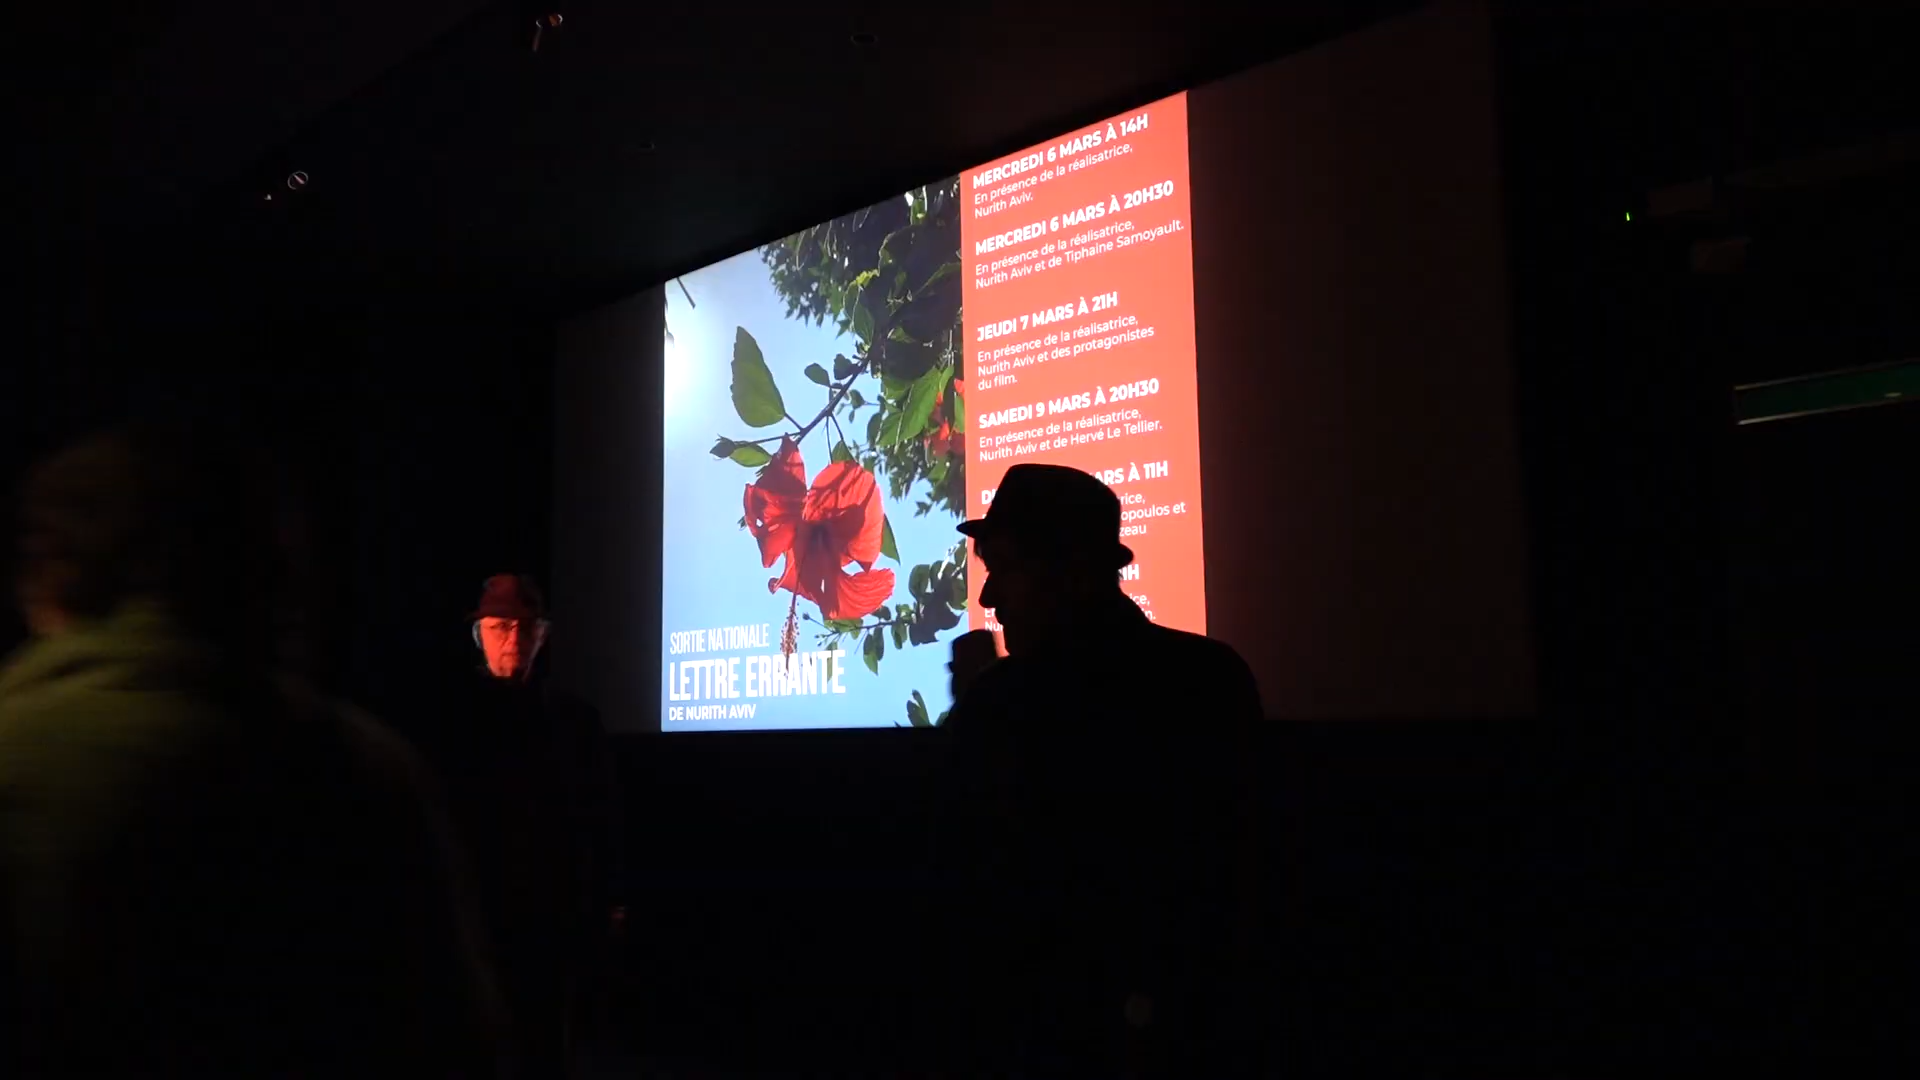 MERCREDI 6 MARS À 14H
En présence de la réalisatrice,
Nurith Aviv.
MERCREDI 6 MARS À 20H30
En présence de la réalisatrice,
Nurith Aviv et de Tiphaine Samoyault.
JEUDI 7 MARS À 21H
En présence de la réalisatrice,
Nurith Aviv et des protagonistes
du film.
SAMEDI 9 MARS À 20H30
En présence de la réalisatrice,
Nurith Aviv et de Hervé Le Tellier.
À 11H
et
SORTIE NATIONALE
LETTRE ERRANTE
DE NURITH AVIV